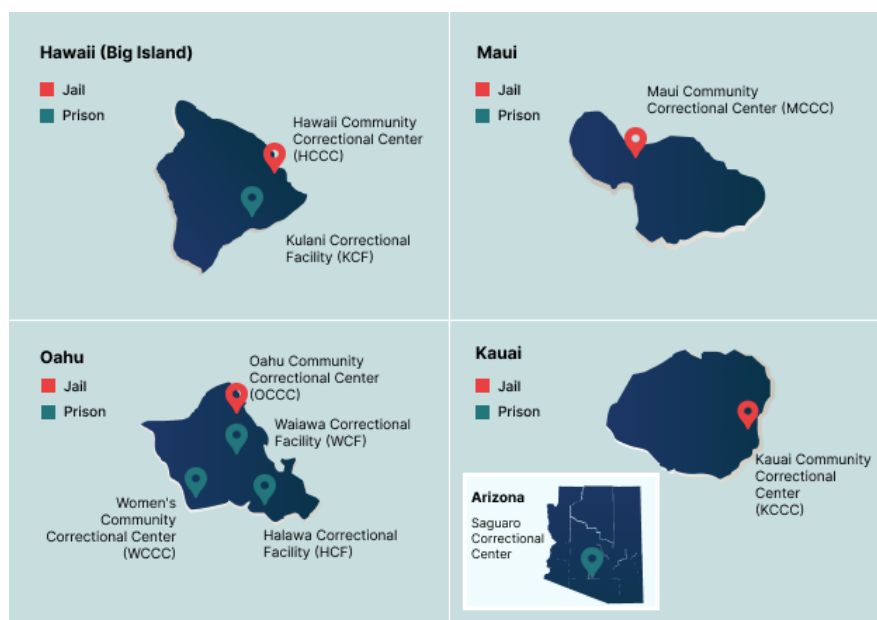 Hawaii (Big Island)
Jail
Prison
Hawaii Community
Correctional Center
(HCCC)
Kulani Correctional
Facility (KCF)
Maui
Jail
Prison
Maui Community
Correctional Center (MCCC)
Oahu
Jail
Prison
Oahu Community
Correctional Center
(OCCC)
Waiawa Correctional
Facility (WCF)
Women's
Community
Correctional Center
(WCCC)
Halawa Correctional
Facility (HCF)
Kauai
Jail
Prison
Kauai Community
Correctional
Center
(KCCC)
Arizona
Saguaro
Correctional
Center